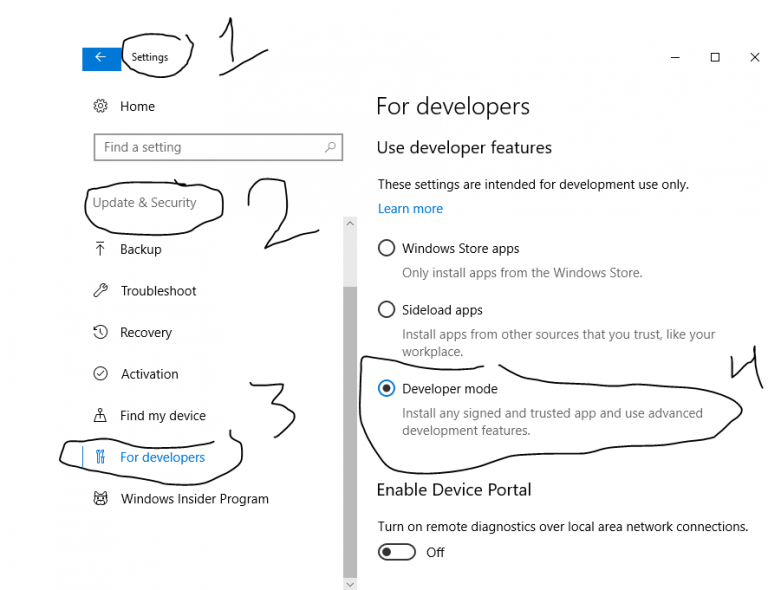 Settings
1
Home
Find a setting
Update & Security
2
Backup
Troubleshoot
Recovery
Activation
Find my device
3
For developers
Windows Insider Program
For developers
Use developer features
These settings are intended for development use only.
Learn more
Windows Store apps
Only install apps from the Windows Store.
Sideload apps
Install apps from other sources that you trust, like your
workplace.
4
Developer mode
Install any signed and trusted app and use advanced
development features.
Enable Device Portal
Turn on remote diagnostics over local area network connections.
Off